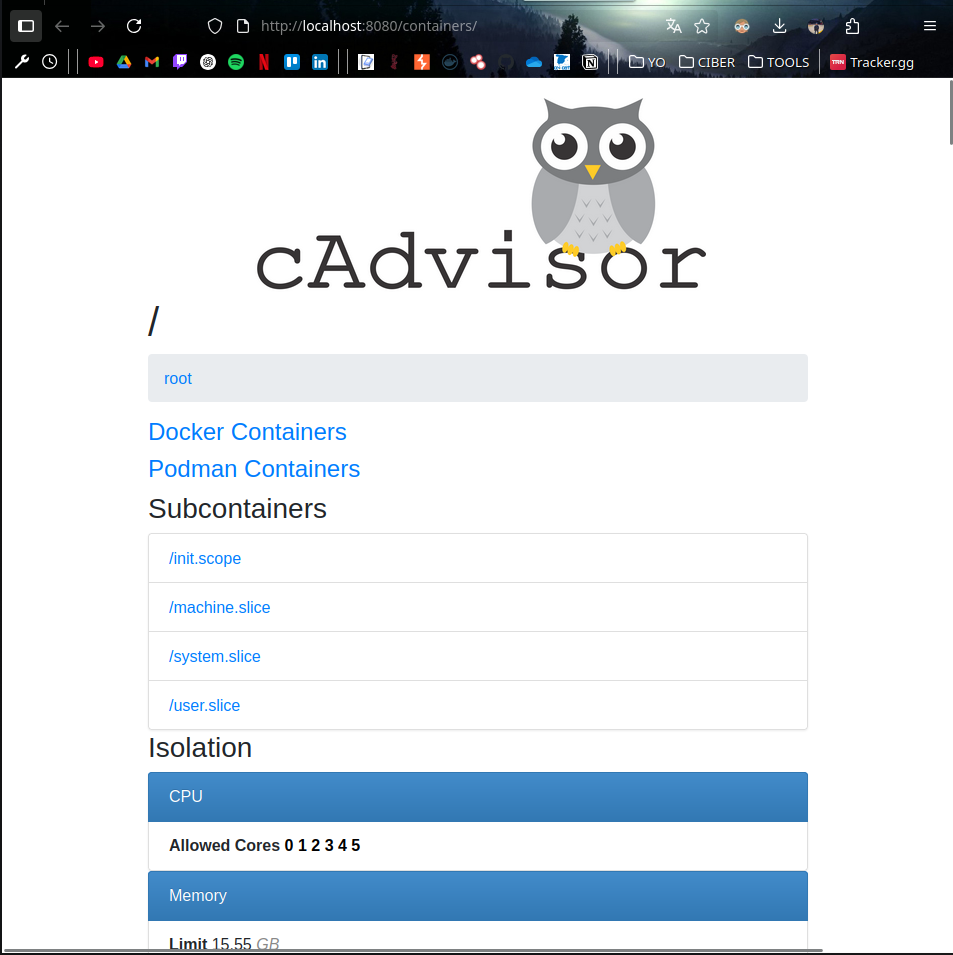 http://localhost:8080/containers/
YO CIBER TOOLS TRN Tracker.gg
cAdvisor
/
root
Docker Containers
Podman Containers
Subcontainers
/init.scope
/machine.slice
/system.slice
/user.slice
Isolation
CPU
Allowed Cores 0 1 2 3 4 5
Memory
Limit 15.55 GB